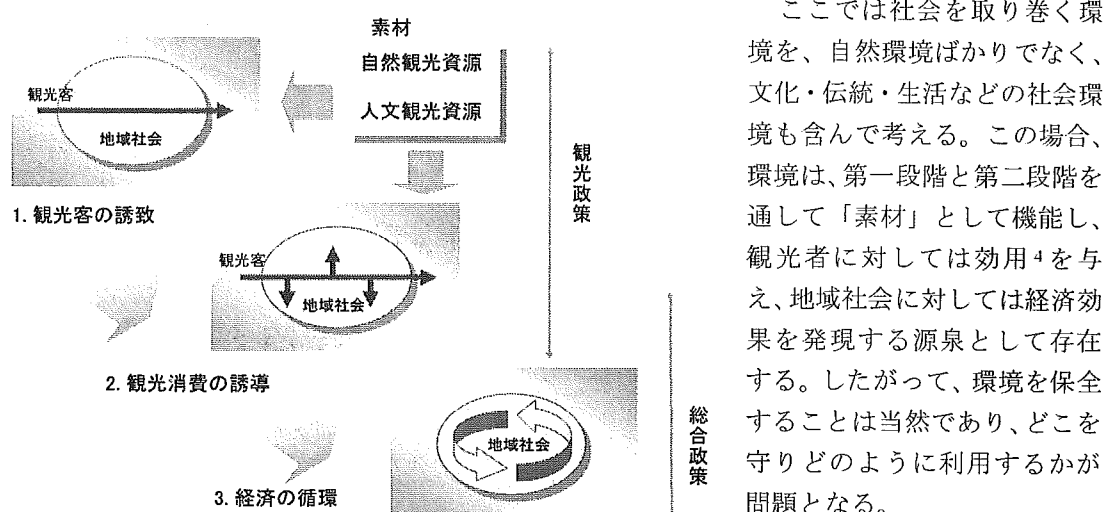 素材
自然観光資源
人文観光資源
観光客
地域社会
1. 観光客の誘致
観光政策
観光客
地域社会
2. 観光消費の誘導
総合政策
地域社会
3. 経済の循環
ここでは社会を取り巻く環
境を、自然環境ばかりでなく、
文化・伝統・生活などの社会環
境も含んで考える。この場合、
環境は、第一段階と第二段階を
通して「素材」として機能し、
観光者に対しては効用4を与
え、地域社会に対しては経済効
果を発現する源泉として存在
する。したがって、環境を保全
することは当然であり、どこを
守りどのように利用するかが
問題となる。